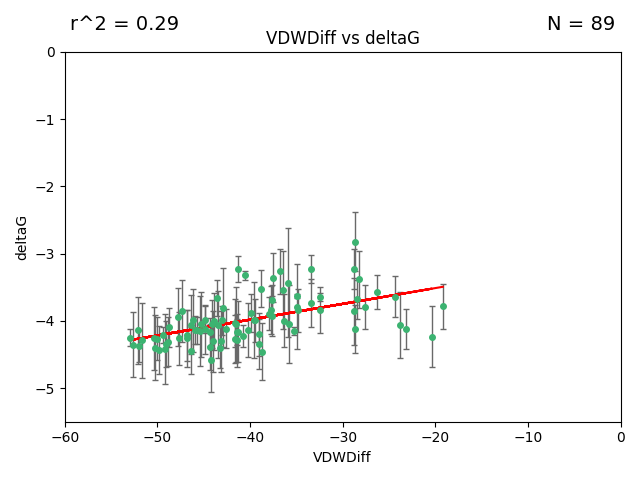 r^2 = 0.29
N = 89
VDWDiff vs deltaG
0
−1
−2
−3
−4
−5
deltaG
−60 −50 −40 −30 −20 −10 0
VDWDiff